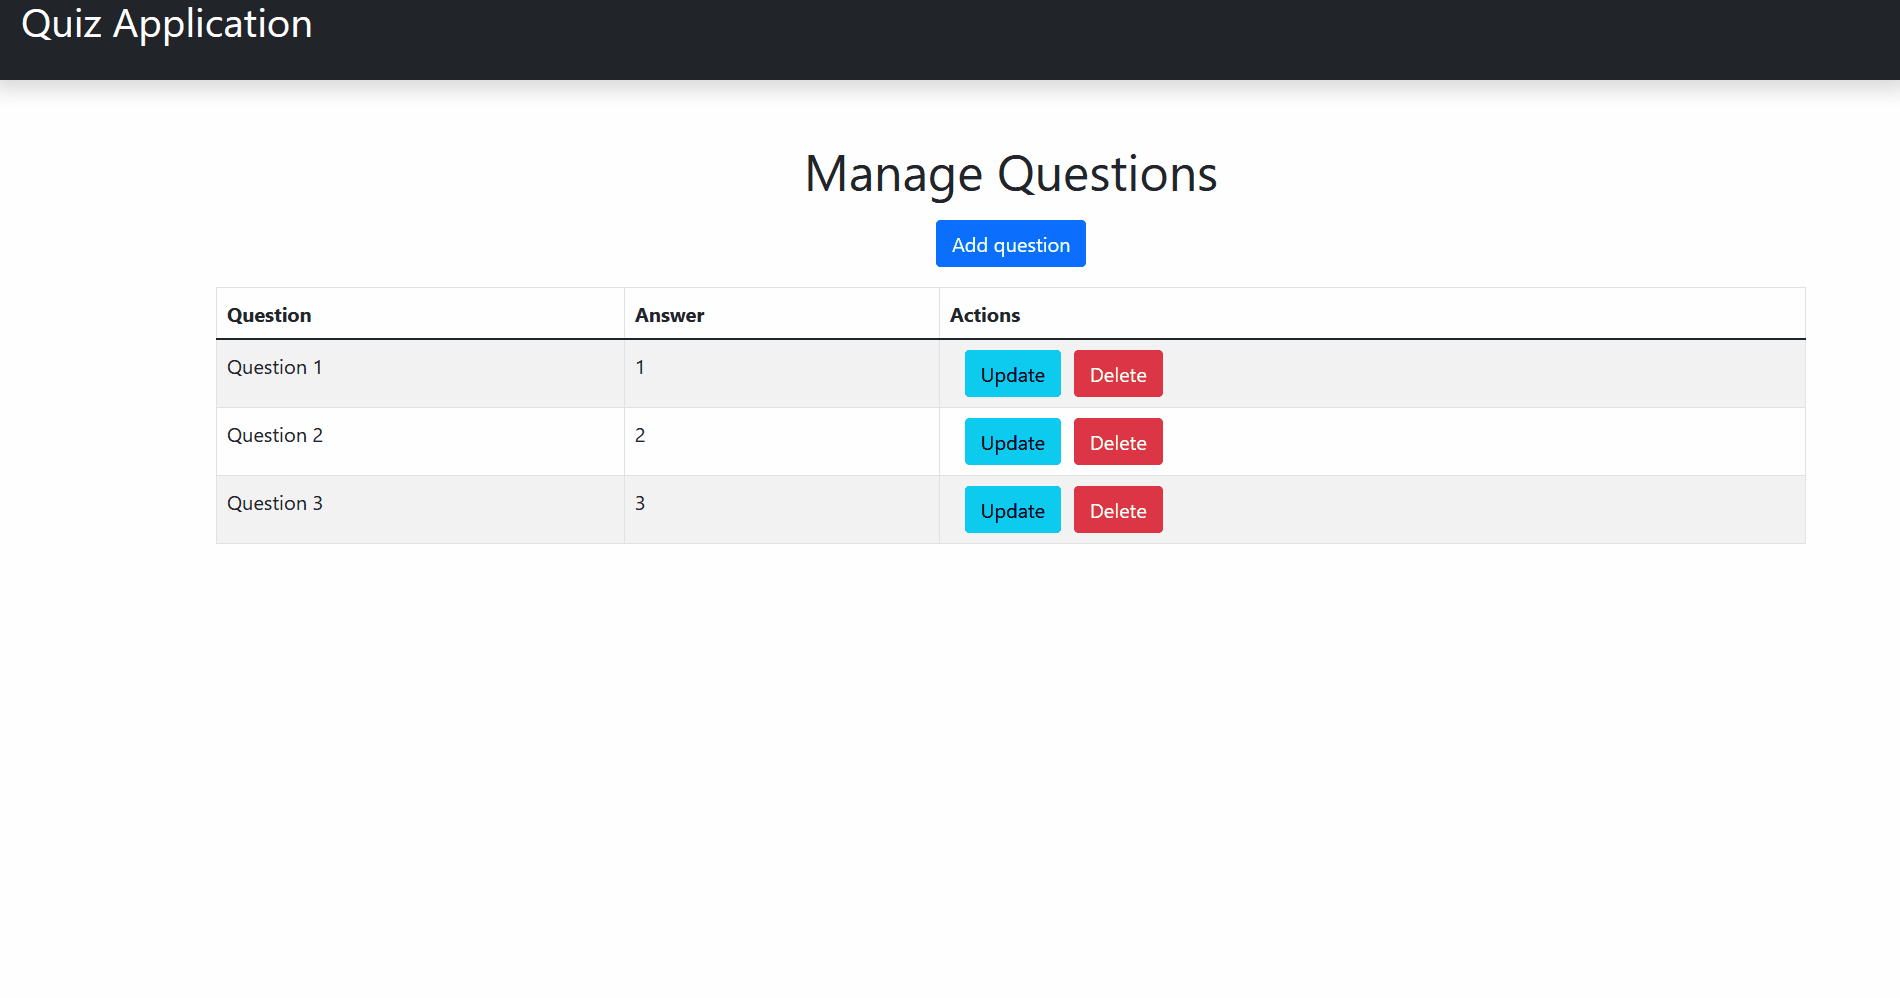 Quiz Application
Manage Questions
Add question
Question Answer Actions
Question 1 1 Update Delete
Question 2 2 Update Delete
Question 3 3 Update Delete